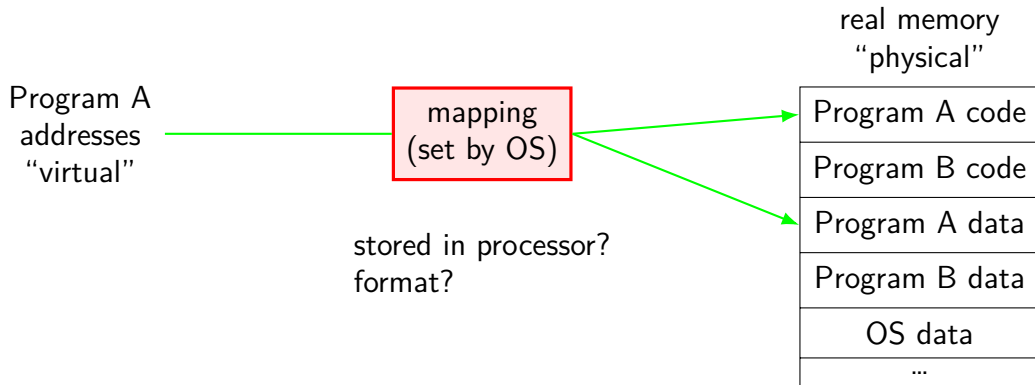 real memory
“physical”
Program A
addresses
“virtual”
mapping
(set by OS)
stored in processor?
format?
Program A code
Program B code
Program A data
Program B data
OS data
...